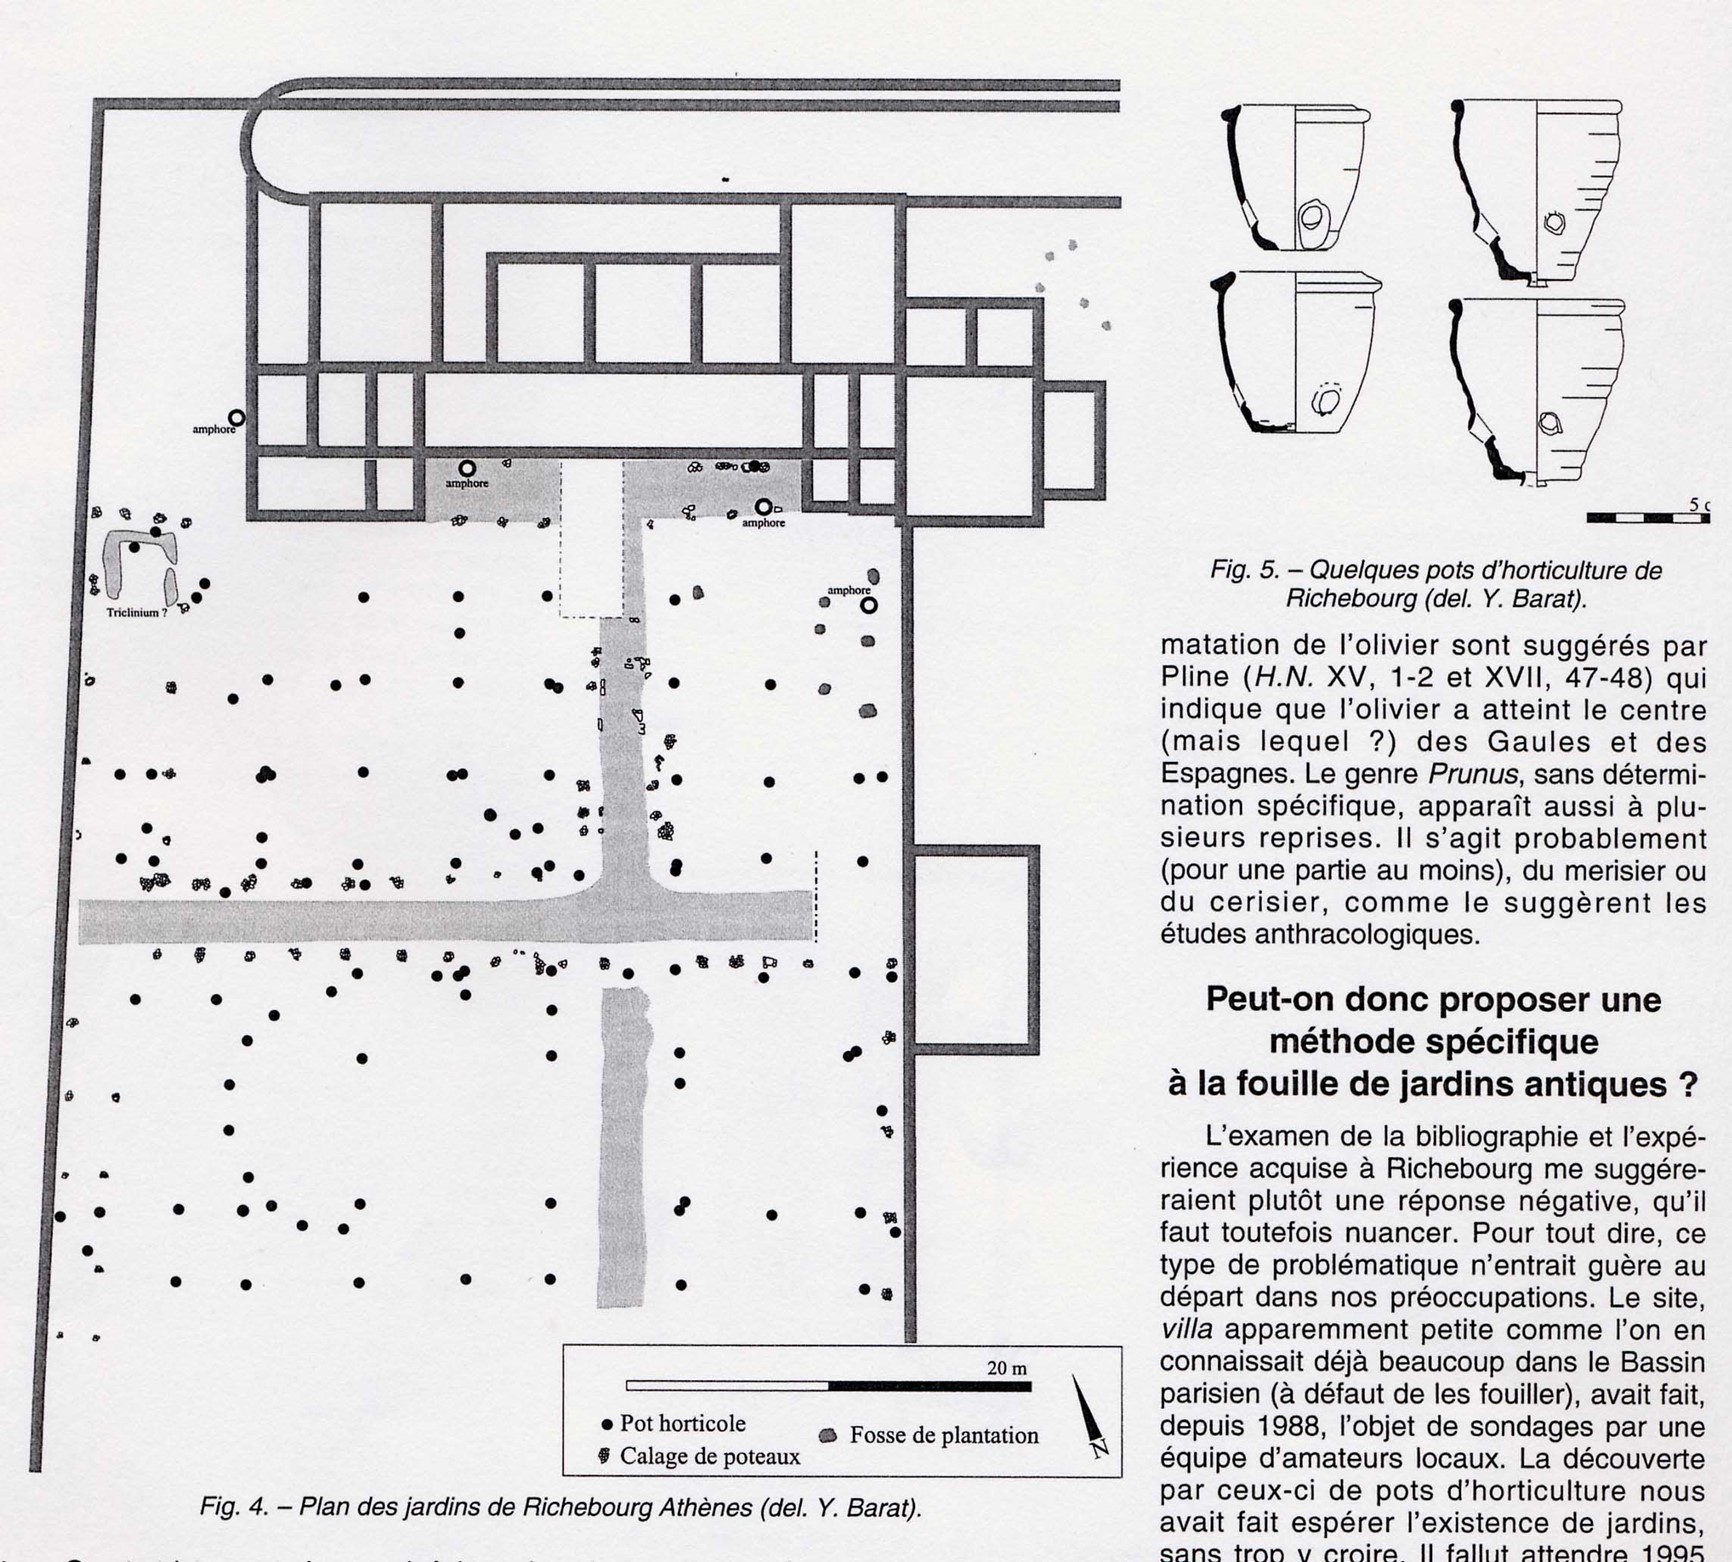 amphore
amphore
amphore
amphore
Triclinium ?
20 m
Pot horticole
Calage de poteaux
Fosse de plantation
N
Fig. 4. – Plan des jardins de Richebourg Athènes (del. Y. Barat).
5 c
Fig. 5. – Quelques pots d'horticulture de
Richebourg (del. Y. Barat).
matation de l'olivier sont suggérés par
Pline (H.N. XV, 1-2 et XVII, 47-48) qui
indique que l'olivier a atteint le centre
(mais lequel ?) des Gaules et des
Espagnes. Le genre Prunus, sans détermi-
nation spécifique, apparaît aussi à plu-
sieurs reprises. Il s'agit probablement
(pour une partie au moins), du merisier ou
du cerisier, comme le suggèrent les
études anthracologiques.
Peut-on donc proposer une
méthode spécifique
à la fouille de jardins antiques ?
L'examen de la bibliographie et l'expé-
rience acquise à Richebourg me suggére-
raient plutôt une réponse négative, qu'il
faut toutefois nuancer. Pour tout dire, ce
type de problématique n'entrait guère au
départ dans nos préoccupations. Le site,
villa apparemment petite comme l'on en
connaissait déjà beaucoup dans le Bassin
parisien (à défaut de les fouiller), avait fait,
depuis 1988, l'objet de sondages par une
équipe d'amateurs locaux. La découverte
par ceux-ci de pots d'horticulture nous
avait fait espérer l'existence de jardins,
sans trop y croire. Il fallut attendre 1995